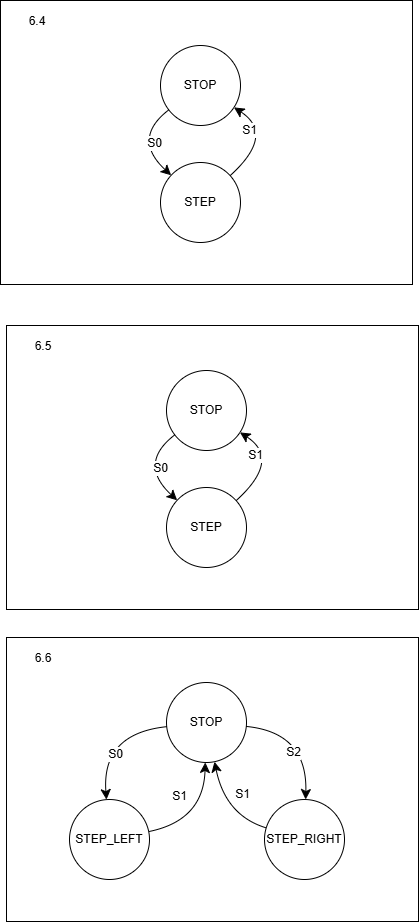 6.4
STOP
S0
S1
STEP
6.5
STOP
S0
S1
STEP
6.6
STOP
S0
S2
S1
S1
STEP_LEFT
STEP_RIGHT